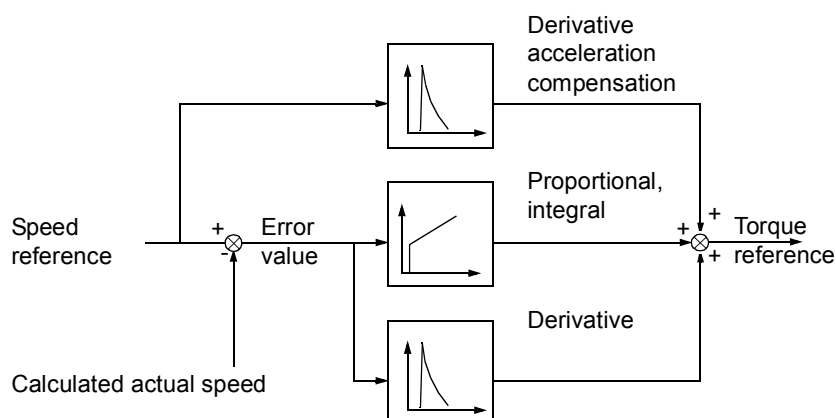 Derivative
acceleration
compensation
Proportional,
integral
Speed
reference
+
-
Error
value
+
+
+
Torque
reference
Derivative
Calculated actual speed